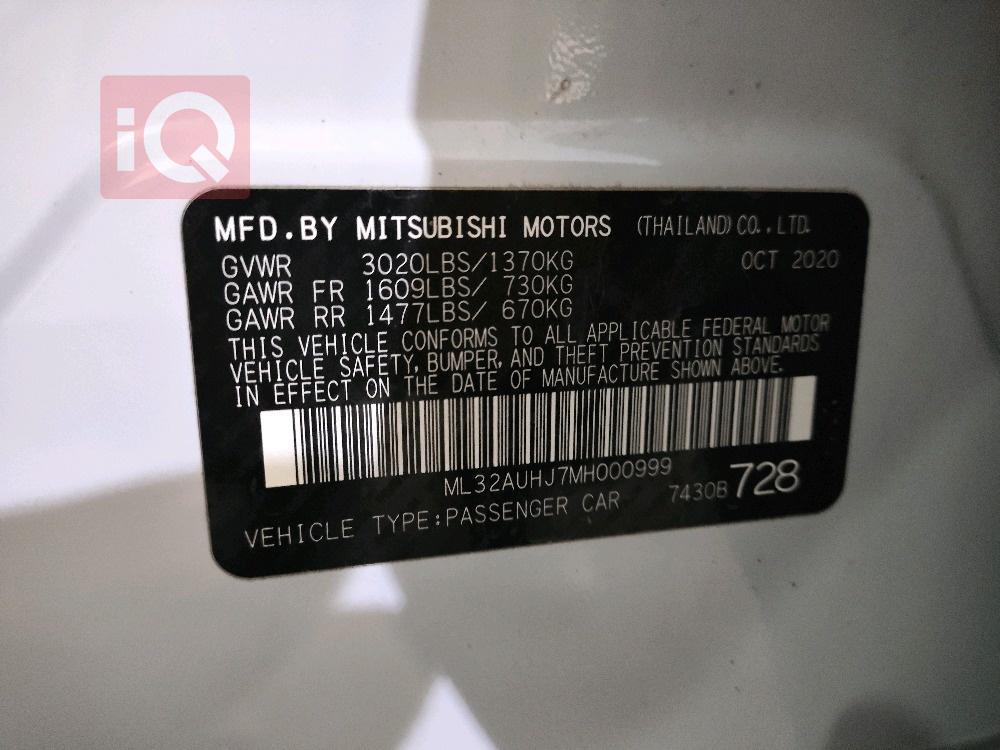 iQ
MFD.BY MITSUBISHI MOTORS (THAILAND) CO.,LTD.
GVWR 3020LBS/1370KG OCT 2020
GAWR FR 1609LBS/ 730KG
GAWR RR 1477LBS/ 670KG
THIS VEHICLE CONFORMS TO ALL APPLICABLE FEDERAL MOTOR
VEHICLE SAFETY, BUMPER, AND THEFT PREVENTION STANDARDS
IN EFFECT ON THE DATE OF MANUFACTURE SHOWN ABOVE.
ML32AUHJ7MH000999
VEHICLE TYPE:PASSENGER CAR 7430B 728